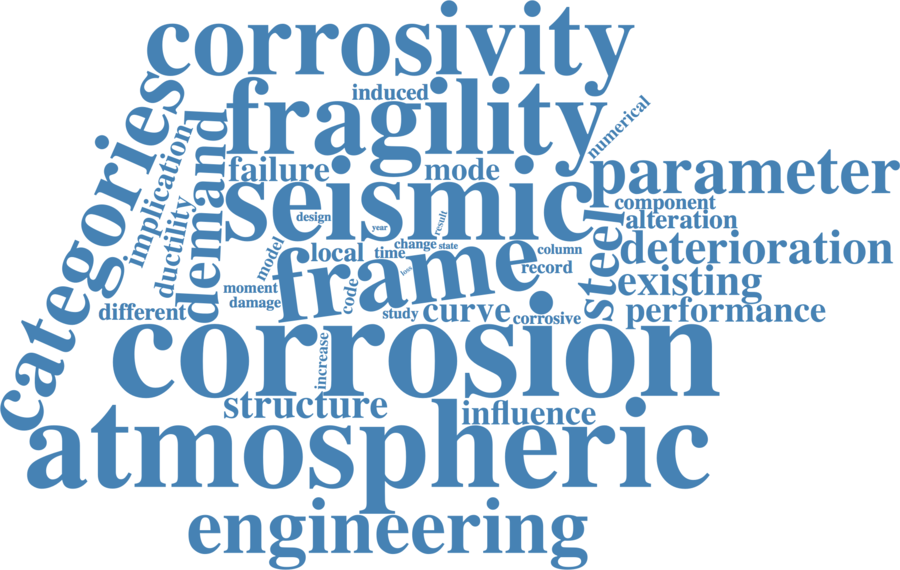 corrosivity
induced
fragility
numerical
categories
implication
demand
failure
mode
parameter
seismic
component
ductility
design
year
result
steel
alteration
model
local
time
change
state
column
deterioration
frame
loss
record
existing
moment
damage
code
different
study
curve
corrosive
performance
corrosion
increase
structure
influence
atmospheric
engineering